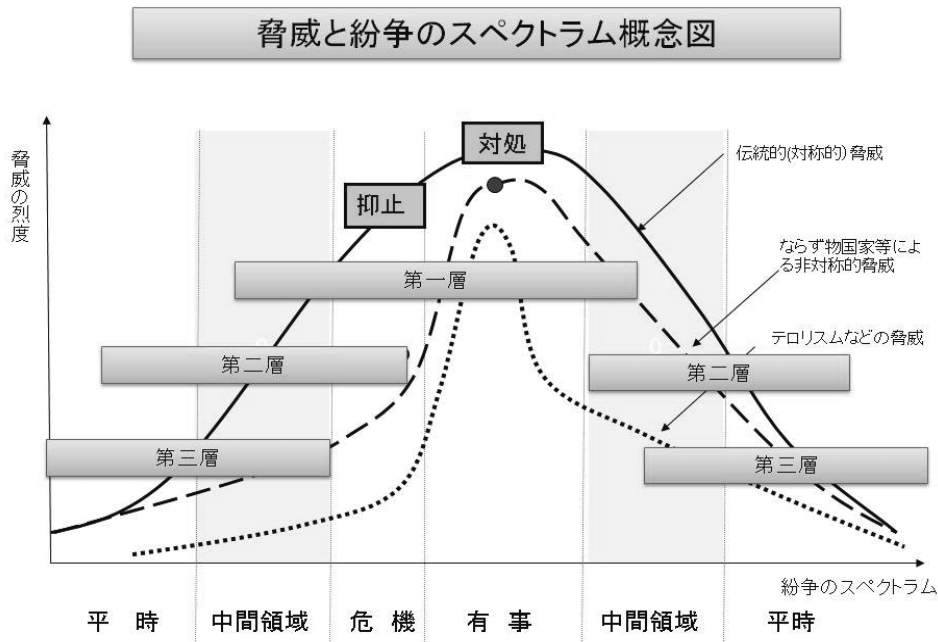 脅威と紛争のスペクトラム概念図
脅威の烈度
対処
抑止
伝統的(対称的)脅威
ならず物国家等によ
る非対称的脅威
第一層
テロリスムなどの脅威
第二層
第二層
第三層
第三層
紛争のスペクトラム
平 時
中間領域
危 機
有 事
中間領域
平時